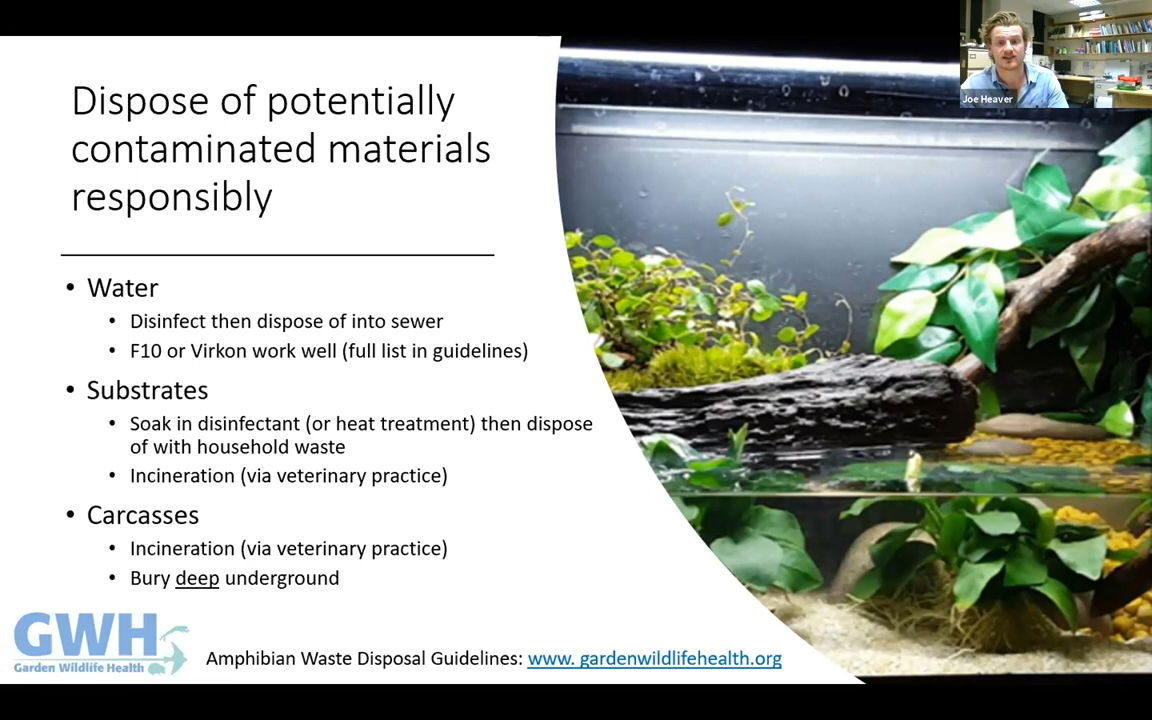 Dispose of potentially
contaminated materials
responsibly
• Water
• Disinfect then dispose of into sewer
• F10 or Virkon work well (full list in guidelines)
• Substrates
• Soak in disinfectant (or heat treatment) then dispose
of with household waste
• Incineration (via veterinary practice)
• Carcasses
• Incineration (via veterinary practice)
• Bury deep underground
GWH
Garden Wildlife Health
Amphibian Waste Disposal Guidelines: www. gardenwildlifehealth.org
Joe Heaver